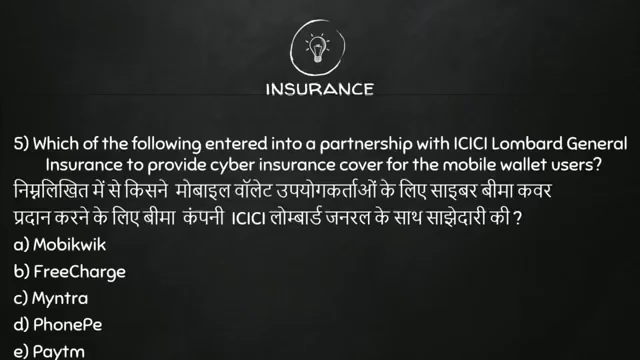 INSURANCE
5) Which of the following entered into a partnership with ICICI Lombard General
Insurance to provide cyber insurance cover for the mobile wallet users?
निम्नलिखित में से किसने मोबाइल वॉलेट उपयोगकर्ताओं के लिए साइबर बीमा कवर
प्रदान करने के लिए बीमा कंपनी ICICI लोम्बार्ड जनरल के साथ साझेदारी की ?
a) Mobikwik
b) FreeCharge
c) Myntra
d) PhonePe
e) Paytm